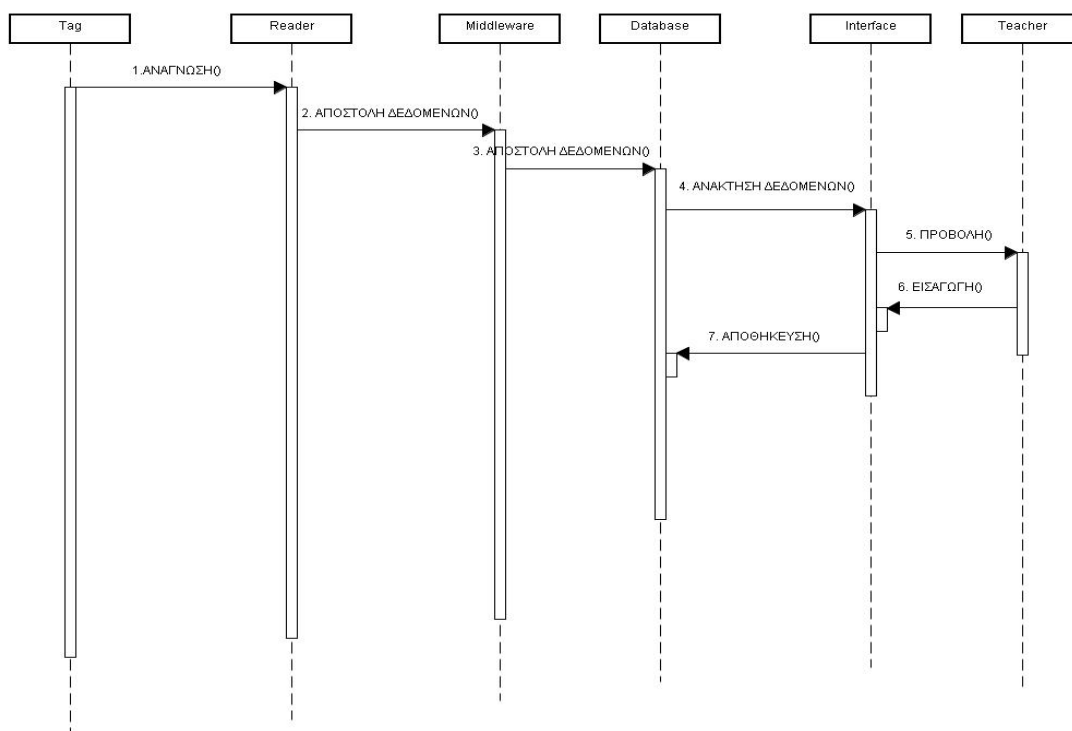 Tag
Reader
Middleware
Database
Interface
Teacher
1.ΑΝΑΓΝΩΣΗ()
2. ΑΠΟΣΤΟΛΗ ΔΕΔΟΜΕΝΩΝ()
3. ΑΠΟΣΤΟΛΗ ΔΕΔΟΜΕΝΩΝ()
4. ΑΝΑΚΤΗΣΗ ΔΕΔΟΜΕΝΩΝ()
5. ΠΡΟΒΟΛΗ()
6. ΕΙΣΑΓΩΓΗ()
7. ΑΠΟΘΗΚΕΥΣΗ()